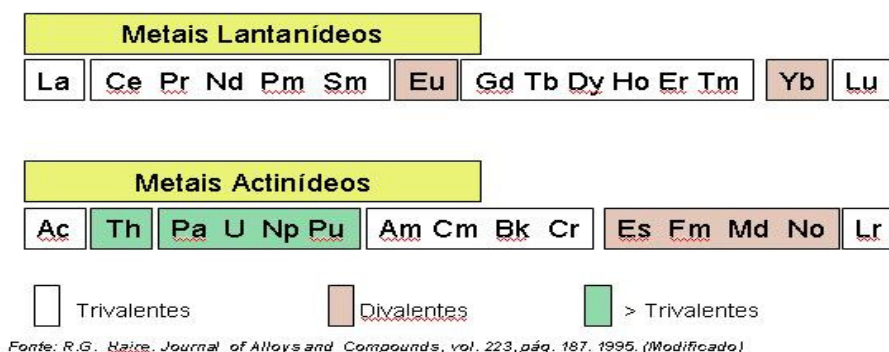 Metais Lantanídeos
La Ce Pr Nd Pm Sm Eu Gd Tb Dy Ho Er Tm Yb Lu
Metais Actinídeos
Ac Th Pa U Np Pu Am Cm Bk Cr Es Fm Md No Lr
Trivalentes Divalentes > Trivalentes
Fonte: R.G. Haire. Journal of Alloys and Compounds, vol. 223, pág. 187. 1995. (Modificado)